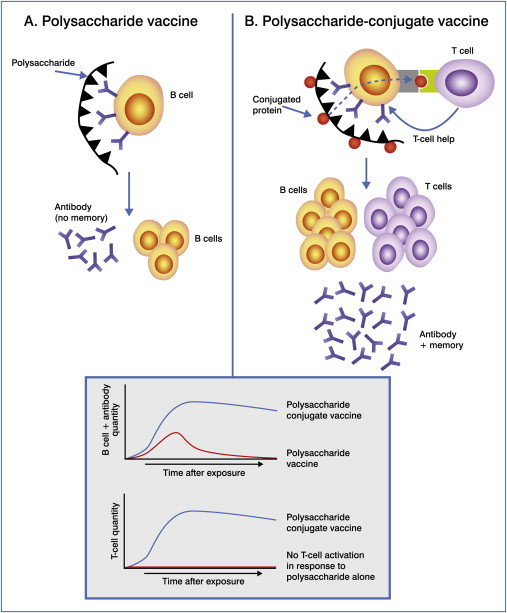 A. Polysaccharide vaccine
Polysaccharide
B cell
Antibody
(no memory)
B cells
B. Polysaccharide-conjugate vaccine
T cell
Conjugated
protein
T-cell help
B cells
T cells
Antibody
+ memory
B cell + antibody
quantity
Polysaccharide
conjugate vaccine
Polysaccharide
vaccine
Time after exposure
T-cell quantity
Polysaccharide
conjugate vaccine
No T-cell activation
in response to
polysaccharide alone
Time after exposure